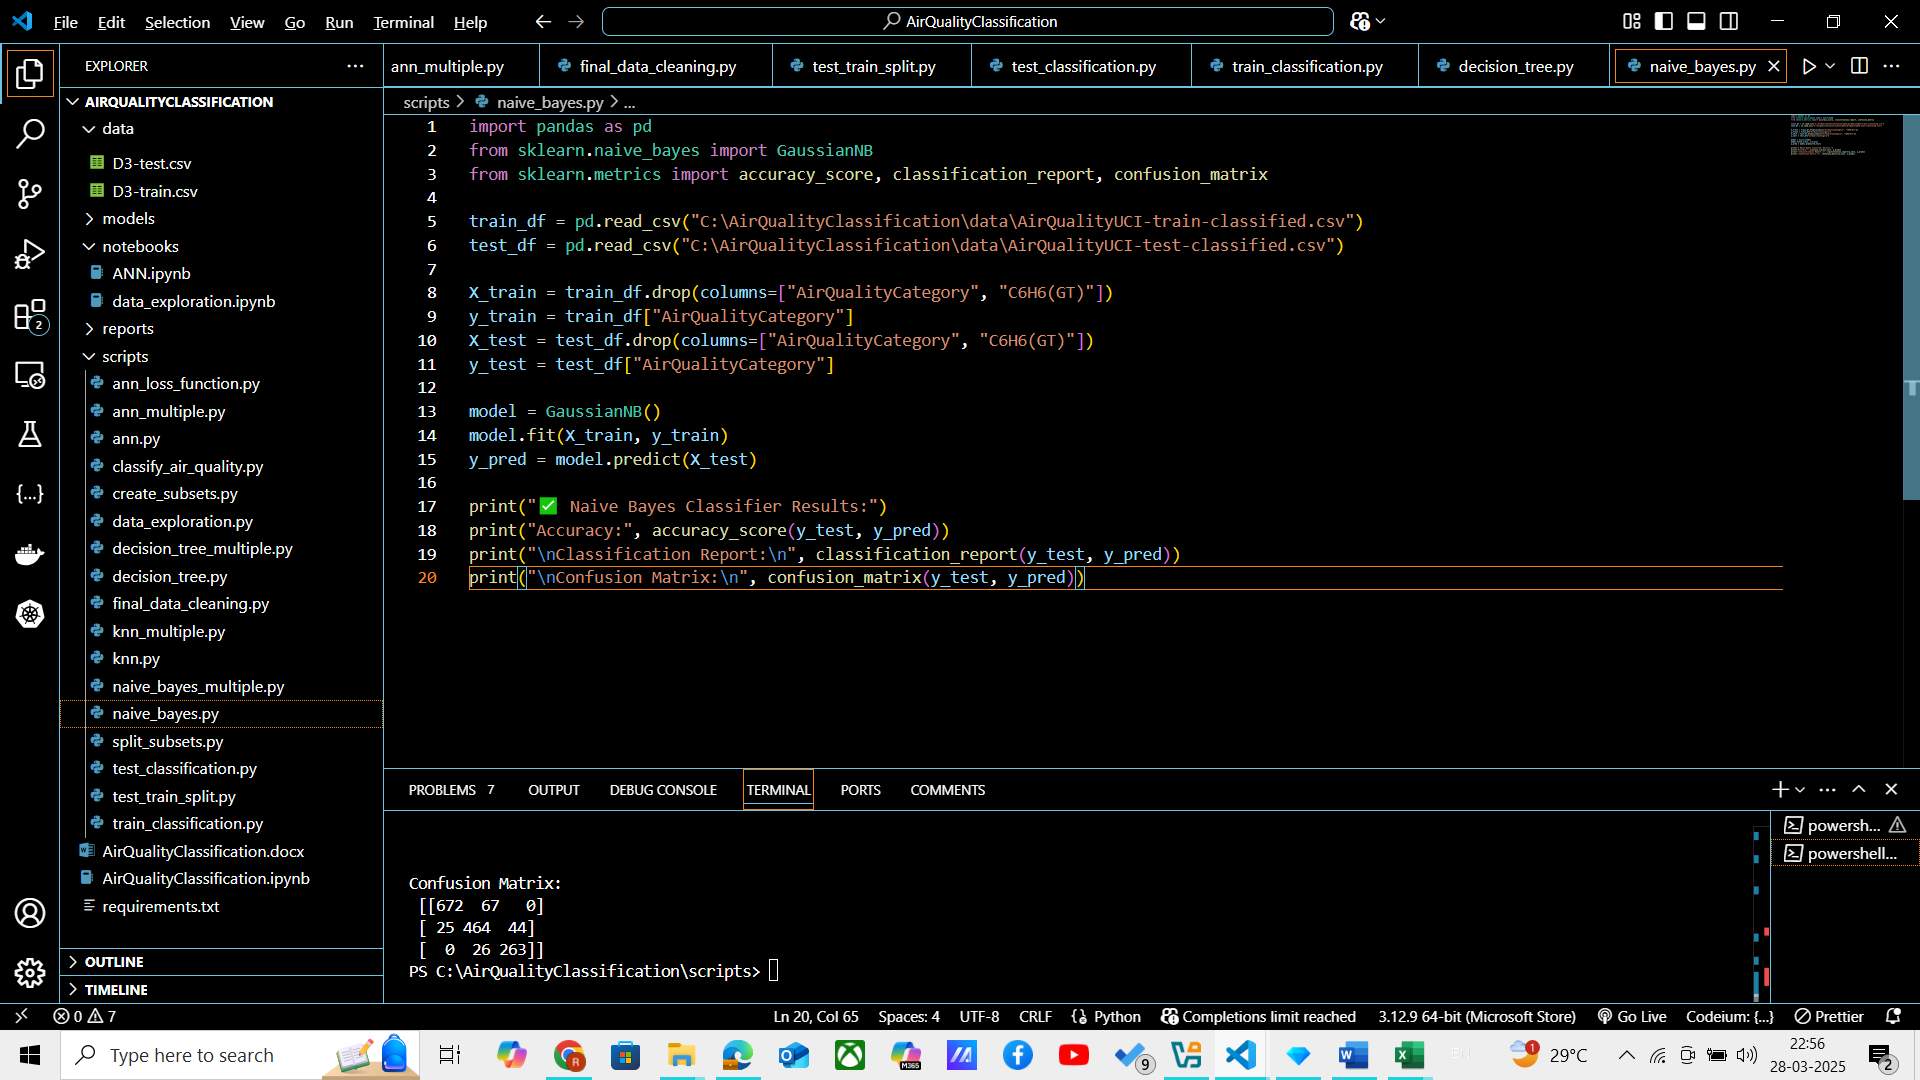 File Edit Selection View Go Run Terminal Help
AirQualityClassification
EXPLORER
ann_multiple.py
final_data_cleaning.py
test_train_split.py
test_classification.py
train_classification.py
decision_tree.py
naive_bayes.py
AIRQUALITYCLASSIFICATION
data
D3-test.csv
D3-train.csv
models
notebooks
ANN.ipynb
data_exploration.ipynb
reports
scripts
ann_loss_function.py
ann_multiple.py
ann.py
classify_air_quality.py
create_subsets.py
data_exploration.py
decision_tree_multiple.py
decision_tree.py
final_data_cleaning.py
knn_multiple.py
knn.py
naive_bayes_multiple.py
naive_bayes.py
split_subsets.py
test_classification.py
test_train_split.py
train_classification.py
AirQualityClassification.docx
AirQualityClassification.ipynb
requirements.txt
OUTLINE
TIMELINE
2
scripts > naive_bayes.py > ...
1 import pandas as pd
2 from sklearn.naive_bayes import GaussianNB
3 from sklearn.metrics import accuracy_score, classification_report, confusion_matrix
4
5 train_df = pd.read_csv("C:\AirQualityClassification\data\AirQualityUCI-train-classified.csv")
6 test_df = pd.read_csv("C:\AirQualityClassification\data\AirQualityUCI-test-classified.csv")
7
8 X_train = train_df.drop(columns=["AirQualityCategory", "C6H6(GT)"])
9 y_train = train_df["AirQualityCategory"]
10 X_test = test_df.drop(columns=["AirQualityCategory", "C6H6(GT)"])
11 y_test = test_df["AirQualityCategory"]
12
13 model = GaussianNB()
14 model.fit(X_train, y_train)
15 y_pred = model.predict(X_test)
16
17 print("✅ Naive Bayes Classifier Results:")
18 print("Accuracy:", accuracy_score(y_test, y_pred))
19 print("\nClassification Report:\n", classification_report(y_test, y_pred))
20 print("\nConfusion Matrix:\n", confusion_matrix(y_test, y_pred))
PROBLEMS 7 OUTPUT DEBUG CONSOLE TERMINAL PORTS COMMENTS
Confusion Matrix:
[[672 67 0]
[ 25 464 44]
[ 0 26 263]]
PS C:\AirQualityClassification\scripts>
powersh...
powershell...
0 7 Ln 20, Col 65 Spaces: 4 UTF-8 CRLF Python Completions limit reached 3.12.9 64-bit (Microsoft Store) Go Live Codeium: {...} Prettier
Type here to search
M365
9
1
29°C
22:56
28-03-2025
2